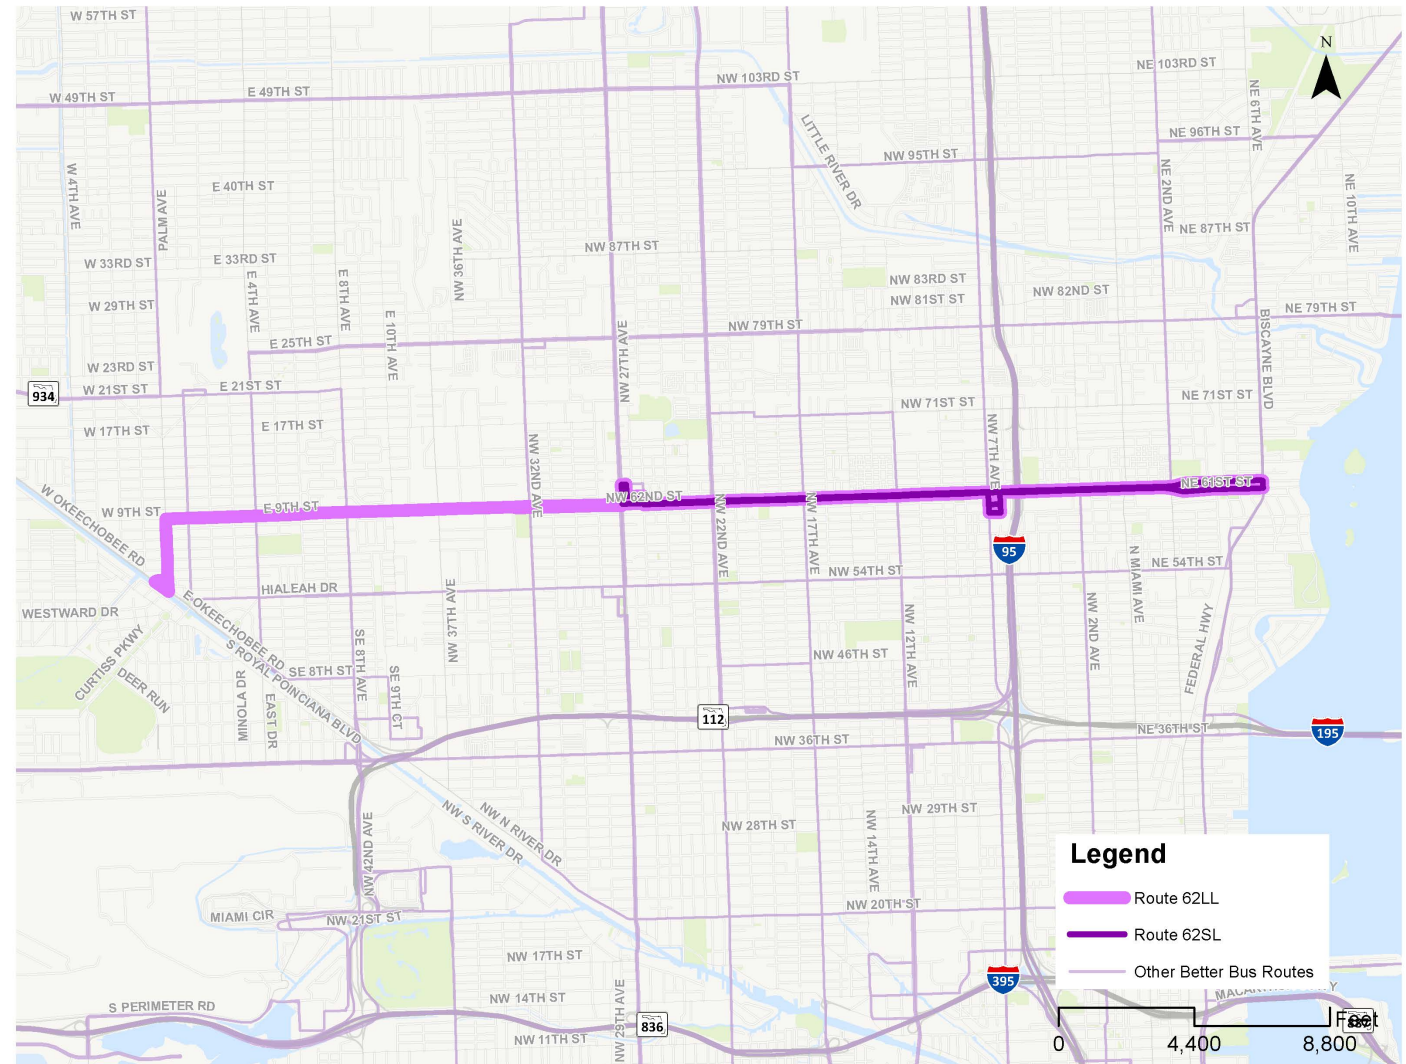 W 57TH ST
N
NW 103RD ST
NE 103RD ST
W 49TH ST
E 49TH ST
NE 6TH AVE
LITTLE RIVER DR
NE 96TH ST
NW 95TH ST
W 4TH AVE
PALM AVE
E 40TH ST
NE 2ND AVE
NE 10TH AVE
NW 36TH AVE
NW 87TH ST
NE 87TH ST
W 33RD ST
E 33RD ST
E 4TH AVE
E 8TH AVE
NW 83RD ST
NW 82ND ST
NW 81ST ST
W 29TH ST
E 10TH AVE
NE 79TH ST
BISCAYNE BLVD
NW 79TH ST
NW 27TH AVE
E 25TH ST
W 23RD ST
934
W 21ST ST
E 21ST ST
NE 71ST ST
NW 71ST ST
W 17TH ST
E 17TH ST
NW 7TH AVE
NW 32ND AVE
W OKEECHOBEE RD
W 9TH ST
E 9TH ST
NW 62ND ST
NW 22ND AVE
NW 17TH AVE
NE 61ST ST
95
NE 54TH ST
N MIAMI AVE
NW 54TH ST
HIALEAH DR
E OKEECHOBEE RD
WESTWARD DR
NW 37TH AVE
NW 12TH AVE
NW 2ND AVE
FEDERAL HWY
CURTISS PKWY
DEER RUN
S ROYAL POINCIANA BLVD
SE 8TH AVE
SE 8TH ST
SE 9TH CT
NW 46TH ST
MINOLA DR
EAST DR
112
NE 36TH ST
195
NW 36TH ST
NW N RIVER DR
NW S RIVER DR
NW 42ND AVE
NW 29TH ST
NW 28TH ST
NW 14TH AVE
Legend
Route 62LL
Route 62SL
Other Better Bus Routes
NW 20TH ST
MIAMI CIR
NW 21ST ST
NW 17TH ST
395
NW 14TH ST
S PERIMETER RD
NW 29TH AVE
836
NW 11TH ST
Feet
0
4,400
8,800